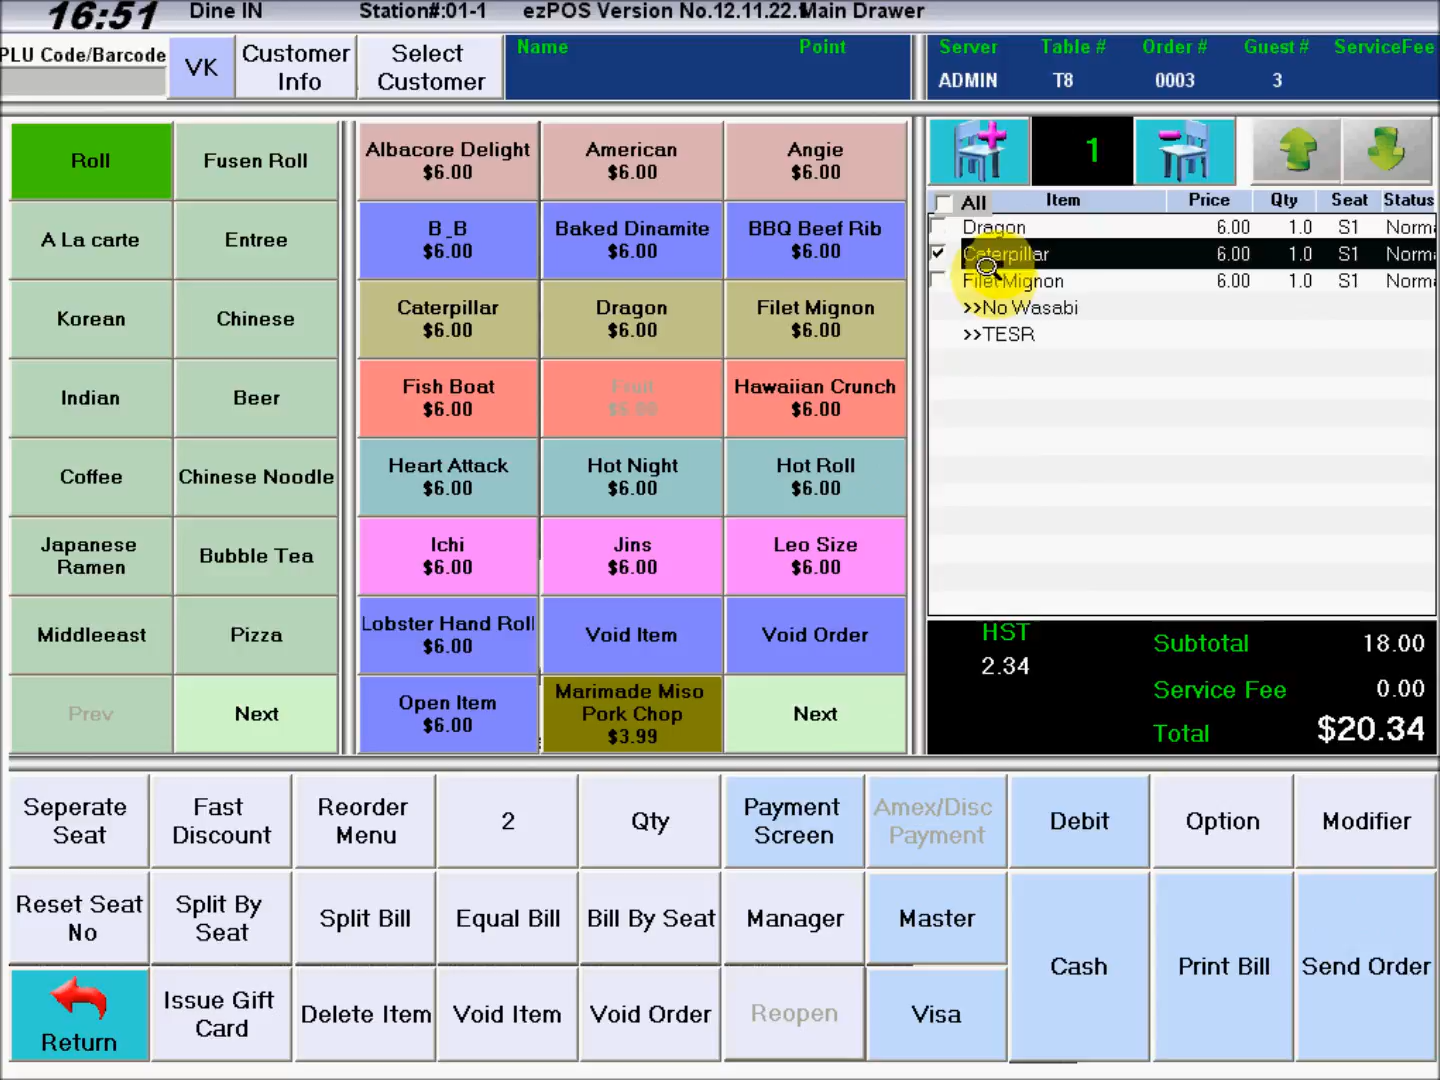 16:51
Dine IN
Station#:01-1
ezPOS Version No.12.11.22.1
Main Drawer
PLU Code/Barcode
VK
Customer
Info
Select
Customer
Name
Point
Server
Table #
Order #
Guest #
ServiceFee
ADMIN
T8
0003
3
Roll
Fusen Roll
A La carte
Entree
Korean
Chinese
Indian
Beer
Coffee
Chinese Noodle
Japanese
Ramen
Bubble Tea
Middleeast
Pizza
Prev
Next
Albacore Delight
$6.00
American
$6.00
Angie
$6.00
B_B
$6.00
Baked Dinamite
$6.00
BBQ Beef Rib
$6.00
Caterpillar
$6.00
Dragon
$6.00
Filet Mignon
$6.00
Fish Boat
$6.00
Fruit
$6.00
Hawaiian Crunch
$6.00
Heart Attack
$6.00
Hot Night
$6.00
Hot Roll
$6.00
Ichi
$6.00
Jins
$6.00
Leo Size
$6.00
Lobster Hand Roll
$6.00
Void Item
Void Order
Open Item
$6.00
Marimade Miso
Pork Chop
$3.99
Next
1
All
Item
Price
Qty
Seat
Status
Dragon 6.00 1.0 S1 Norm
Caterpillar 6.00 1.0 S1 Norm
Filet Mignon 6.00 1.0 S1 Norm
>>No Wasabi
>>TESR
HST
2.34
Subtotal 18.00
Service Fee 0.00
Total $20.34
Seperate
Seat
Fast
Discount
Reorder
Menu
2
Qty
Payment
Screen
Amex/Disc
Payment
Debit
Option
Modifier
Reset Seat
No
Split By
Seat
Split Bill
Equal Bill
Bill By Seat
Manager
Master
Cash
Print Bill
Send Order
Return
Issue Gift
Card
Delete Item
Void Item
Void Order
Reopen
Visa